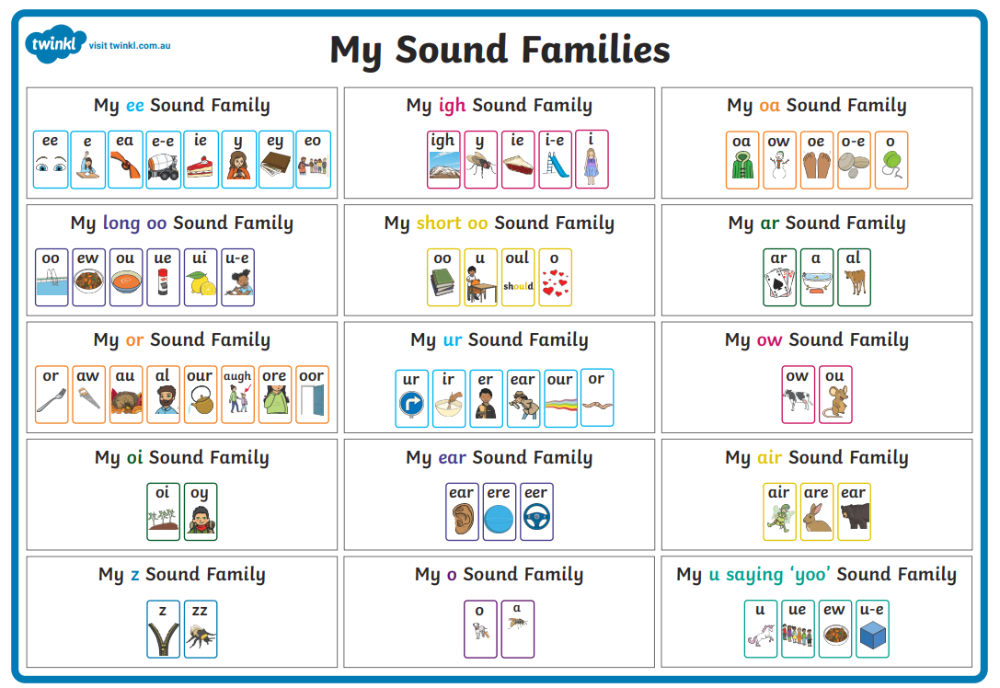 twinkl visit twinkl.com.au
My Sound Families
My ee Sound Family
ee e ea e-e ie y ey eo
My igh Sound Family
igh y ie i-e i
My oa Sound Family
oa ow oe o-e o
My long oo Sound Family
oo ew ou ue ui u-e
My short oo Sound Family
oo u oul o
should
My ar Sound Family
ar a al
My or Sound Family
or aw au al our augh ore oor
My ur Sound Family
ur ir er ear our or
My ow Sound Family
ow ou
My oi Sound Family
oi oy
My ear Sound Family
ear ere eer
My air Sound Family
air are ear
My z Sound Family
z zz
My o Sound Family
o a
My u saying ‘yoo’ Sound Family
u ue ew u-e